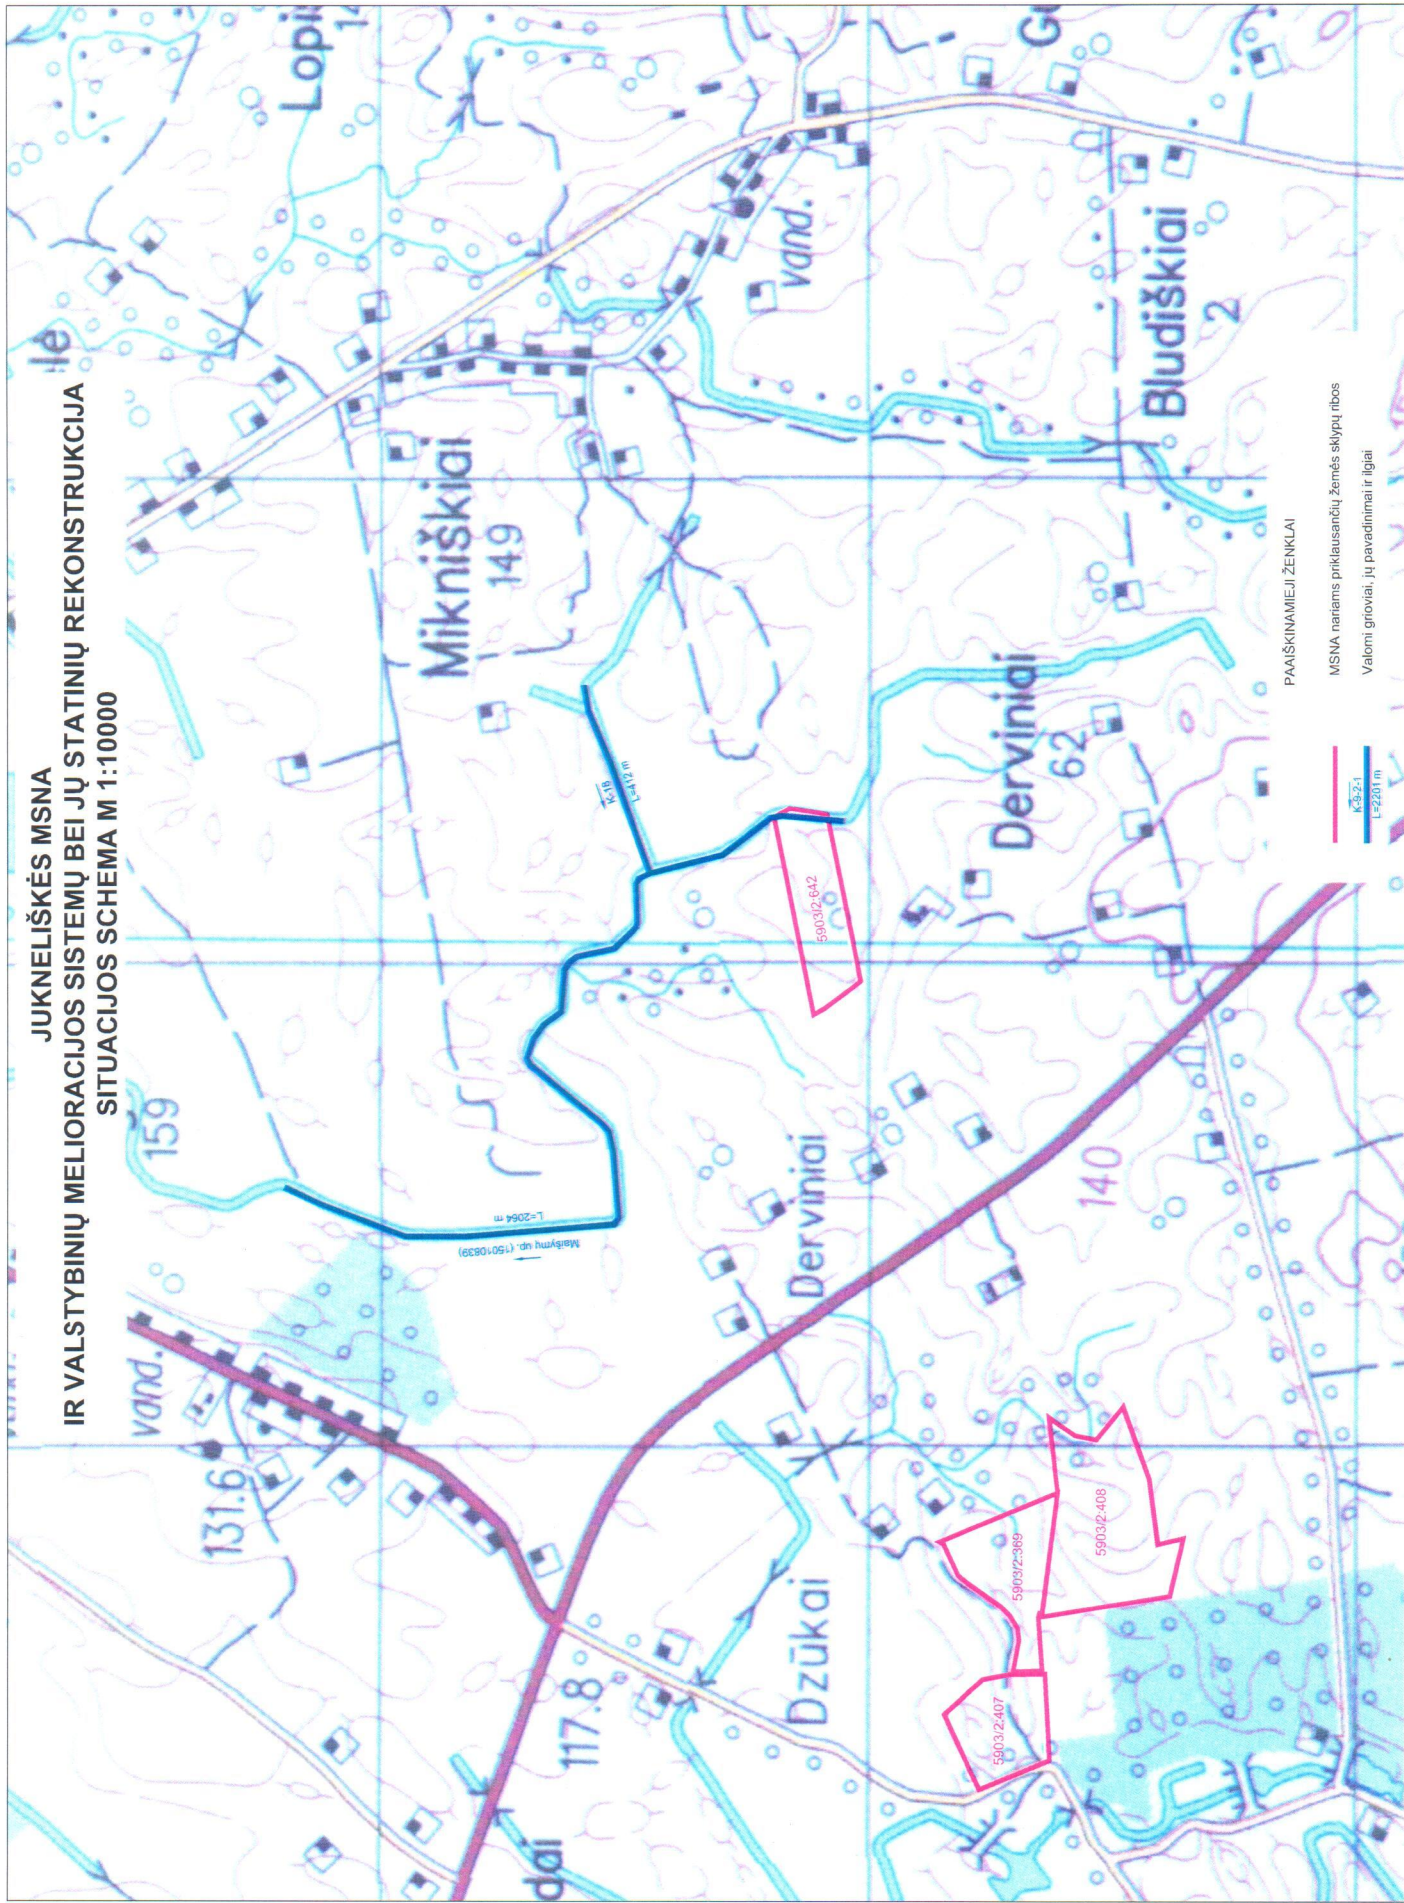 JUKNELIŠKĖS MSNA
IR VALSTYBINIŲ MELIORACIJOS SISTEMŲ BEI JŲ STATINIŲ REKONSTRUKCIJA
SITUACIJOS SCHEMA M 1:10000
lė
Lopi
159
Mikniškiai
149
vand.
131.6
vand.
K-1B
L=412 m
Maišymų up. (15010839)
L=2064 m
5903/2:642
Bludiškiai
2
Derviniai
62
Derviniai
140
117.8
Dzūkai
dai
5903/2:369
5903/2:408
5903/2:407
PAAIŠKINAMIEJI ŽENKLAI
MSNA nariams priklausančių žemės sklypų ribos
K-9-2-1
L=2201 m
Valomi grioviai, jų pavadinimai ir ilgiai